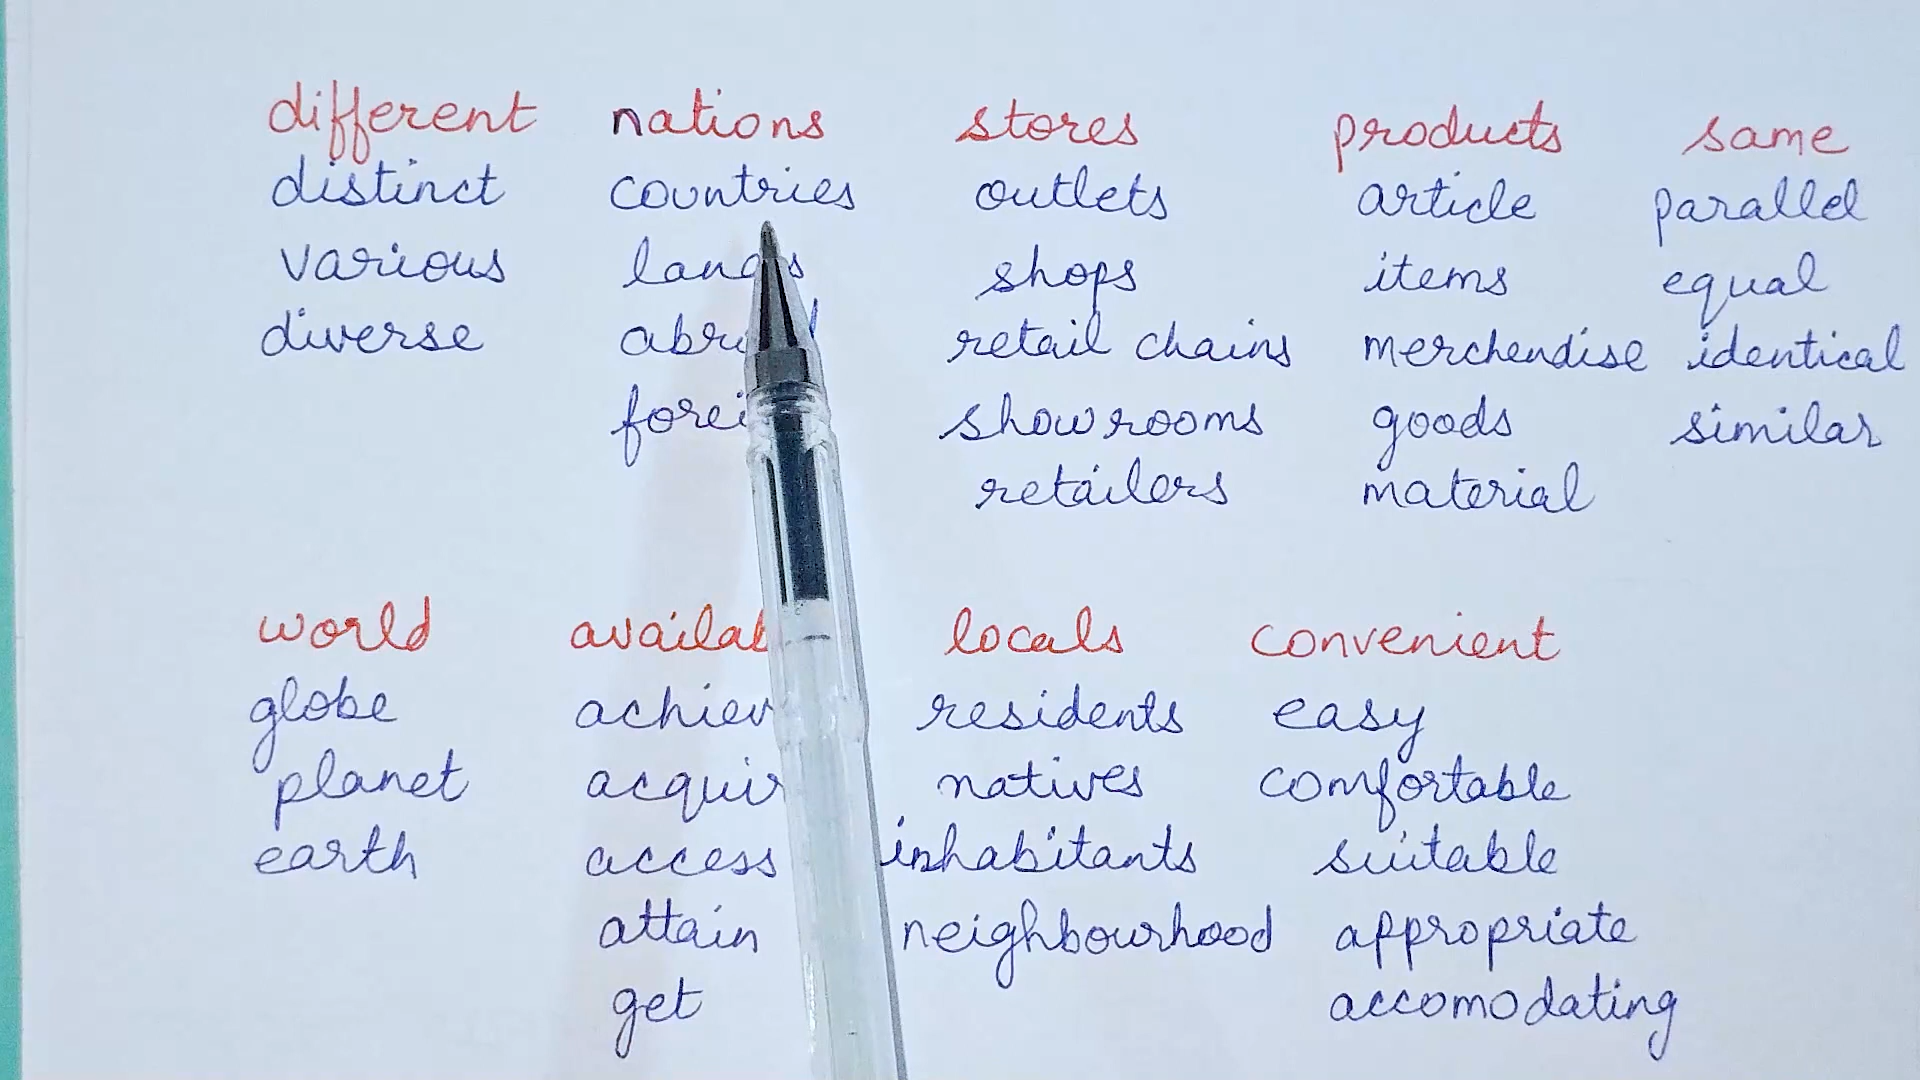 different nations stores products same
distinct countries outlets article parallel
various shops items equal
diverse retail chains merchendise identical
showrooms goods similar
retailers material
world locals convenient
globe residents easy
planet natives comfortable
earth access inhabitants suitable
attain neighbourhood appropriate
get accomodating